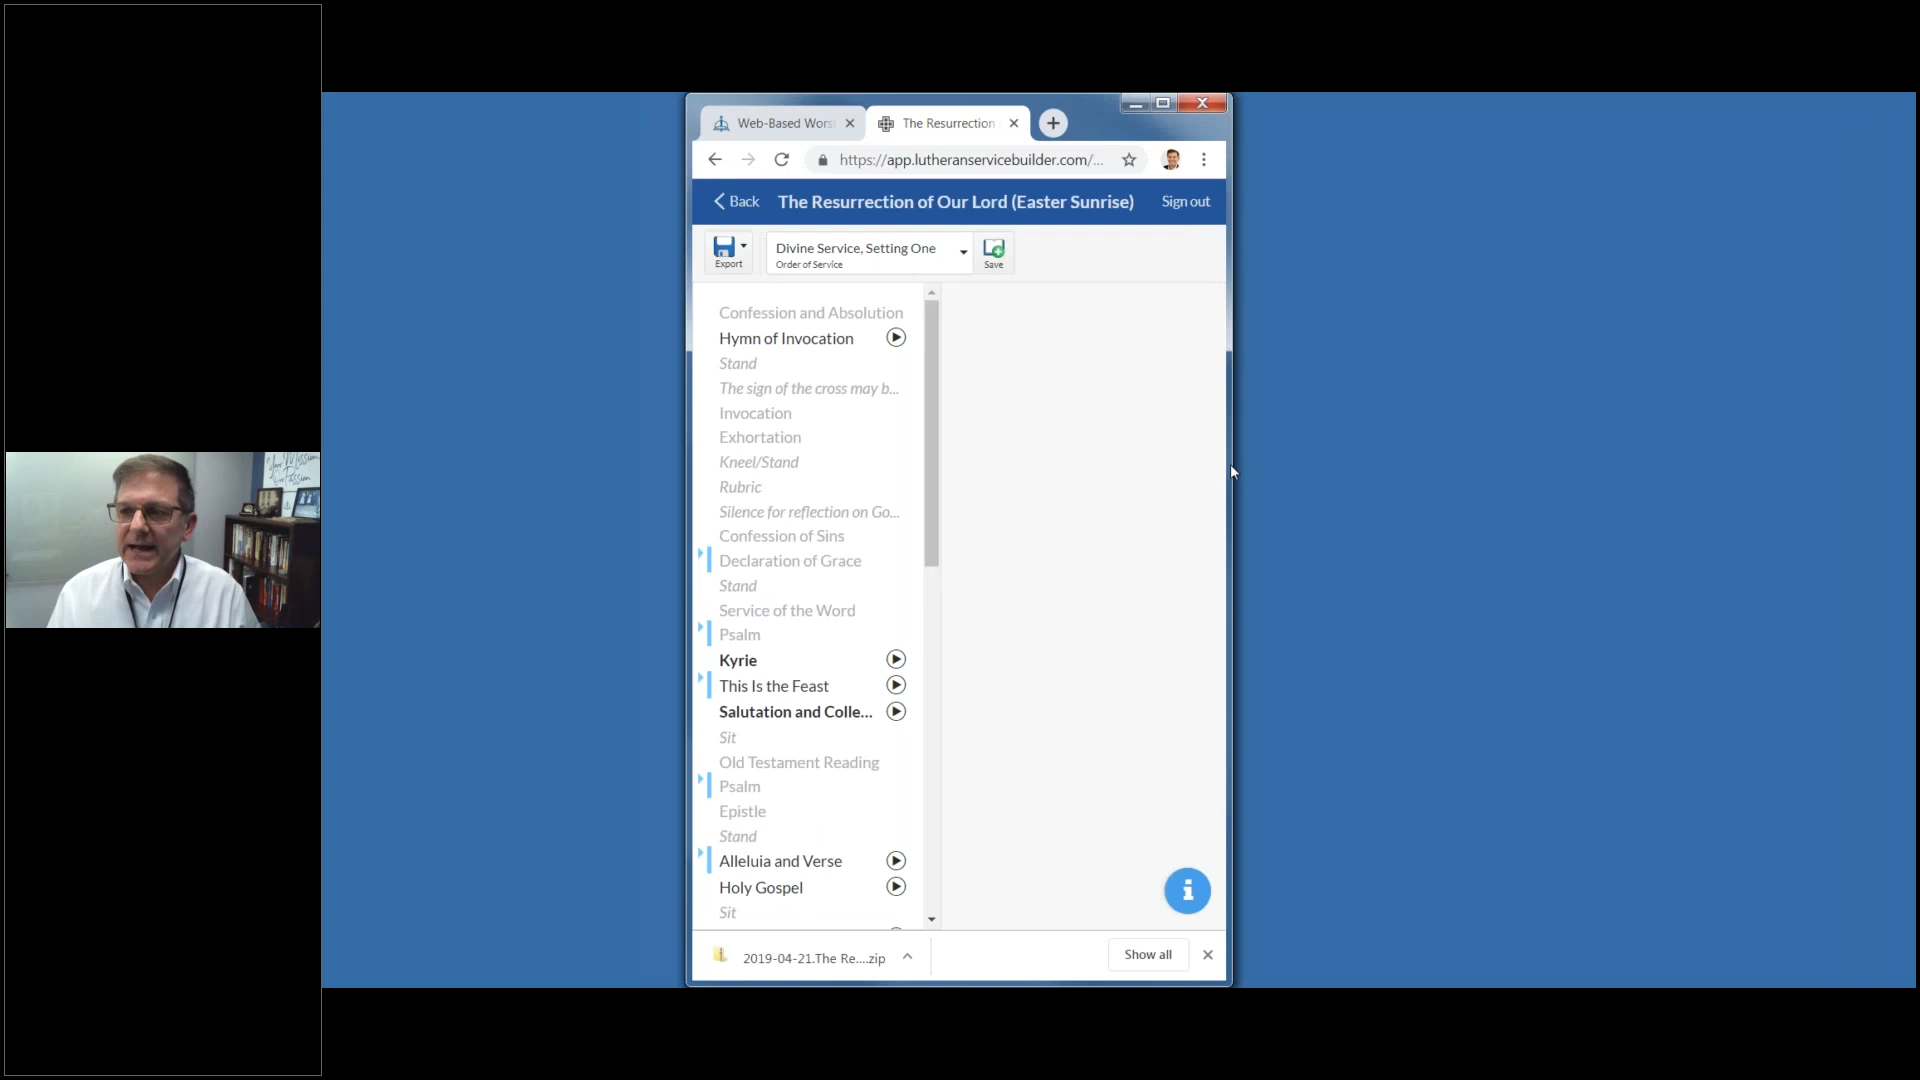 Your Mission
Our Passion
Web-Based Wors
The Resurrection
https://app.lutheranservicebuilder.com/...
Back
The Resurrection of Our Lord (Easter Sunrise)
Sign out
Export
Divine Service, Setting One
Order of Service
Save
Confession and Absolution
Hymn of Invocation
Stand
The sign of the cross may b...
Invocation
Exhortation
Kneel/Stand
Rubric
Silence for reflection on Go...
Confession of Sins
Declaration of Grace
Stand
Service of the Word
Psalm
Kyrie
This Is the Feast
Salutation and Colle...
Sit
Old Testament Reading
Psalm
Epistle
Stand
Alleluia and Verse
Holy Gospel
Sit
2019-04-21.The Re....zip
Show all